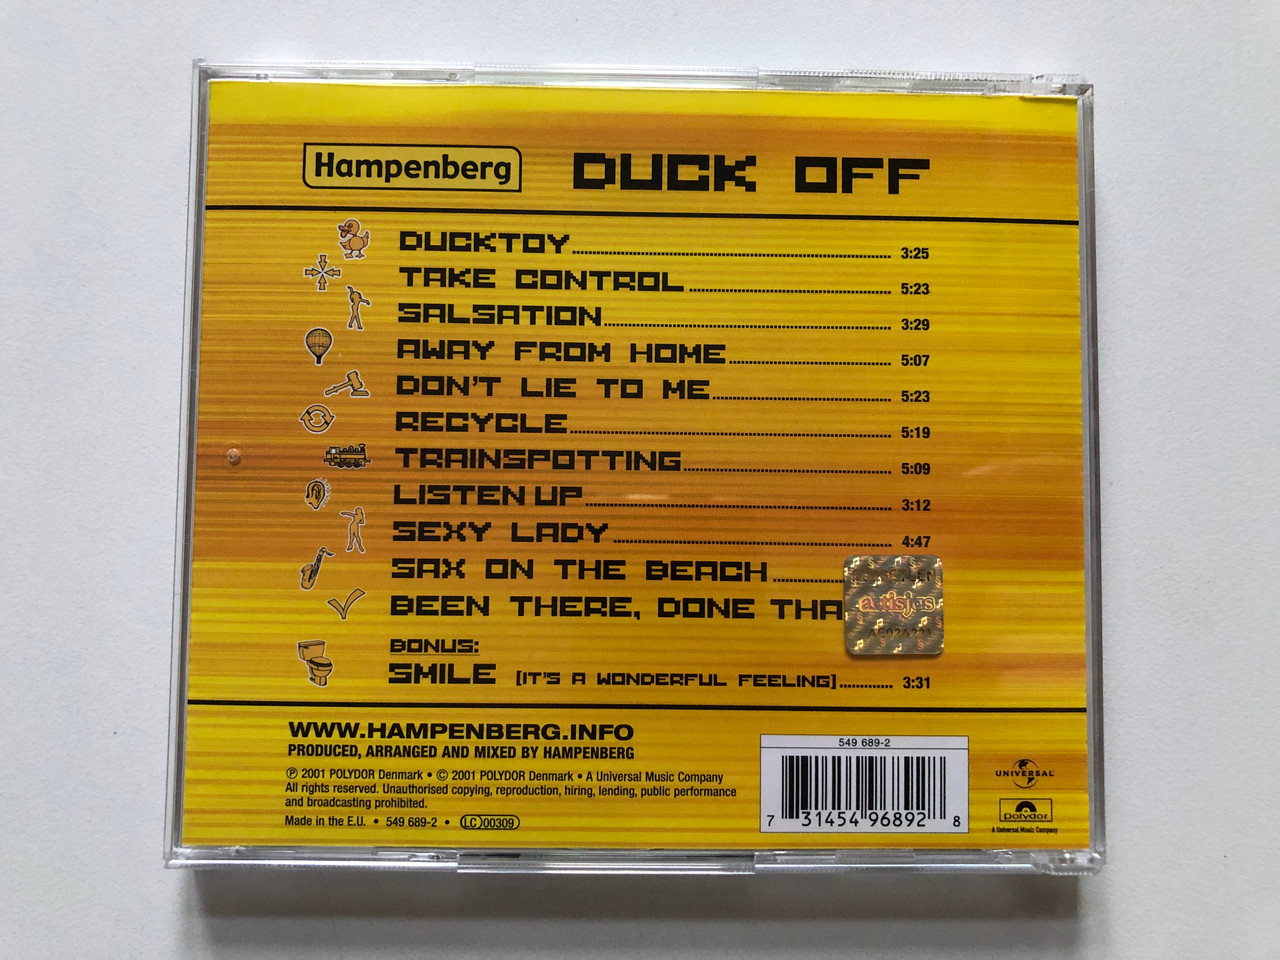 Hampenberg DUCK OFF
DUCKTOY 3:25
TAKE CONTROL 5:23
SALSATION 3:29
AWAY FROM HOME 5:07
DON'T LIE TO ME 5:23
RECYCLE 5:19
TRAINSPOTTING 5:09
LISTEN UP 3:12
SEXY LADY 4:47
SAX ON THE BEACH
BEEN THERE, DONE THA
artisjus
BONUS:
SMILE [IT'S A WONDERFUL FEELING] 3:31
WWW.HAMPENBERG.INFO
PRODUCED, ARRANGED AND MIXED BY HAMPENBERG
℗ 2001 POLYDOR Denmark • © 2001 POLYDOR Denmark • A Universal Music Company
All rights reserved. Unauthorised copying, reproduction, hiring, lending, public performance
and broadcasting prohibited.
Made in the E.U. • 549 689-2 • LC 00309
549 689-2
7 31454 96892 8
UNIVERSAL
Polydor
A Universal Music Company